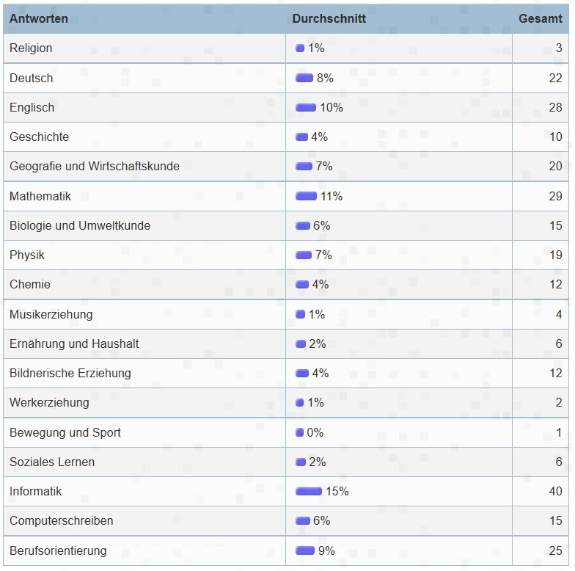 Antworten Durchschnitt Gesamt
Religion 1% 3
Deutsch 8% 22
Englisch 10% 28
Geschichte 4% 10
Geografie und Wirtschaftskunde 7% 20
Mathematik 11% 29
Biologie und Umweltkunde 6% 15
Physik 7% 19
Chemie 4% 12
Musikerziehung 1% 4
Ernährung und Haushalt 2% 6
Bildnerische Erziehung 4% 12
Werkerziehung 1% 2
Bewegung und Sport 0% 1
Soziales Lernen 2% 6
Informatik 15% 40
Computerschreiben 6% 15
Berufsorientierung 9% 25